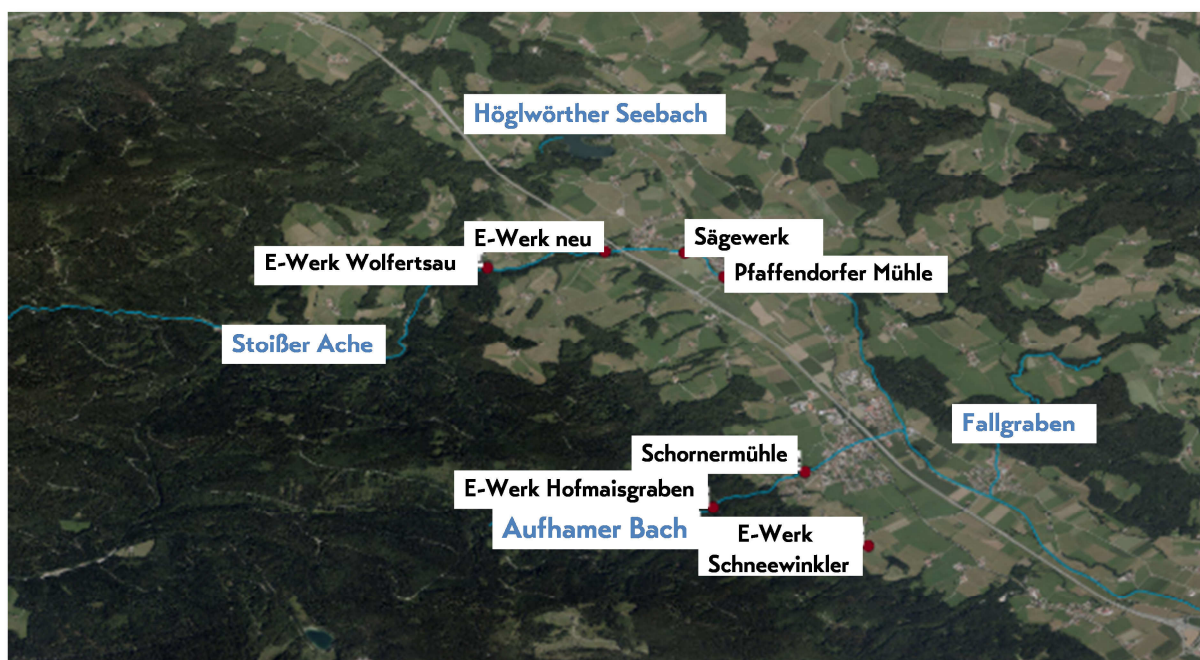 Höglwörther Seebach
E-Werk neu
Sägewerk
E-Werk Wolfertsau
Pfaffendorfer Mühle
Stoißer Ache
Fallgraben
Schornermühle
E-Werk Hofmaisgraben
Aufhamer Bach
E-Werk
Schneewinkler